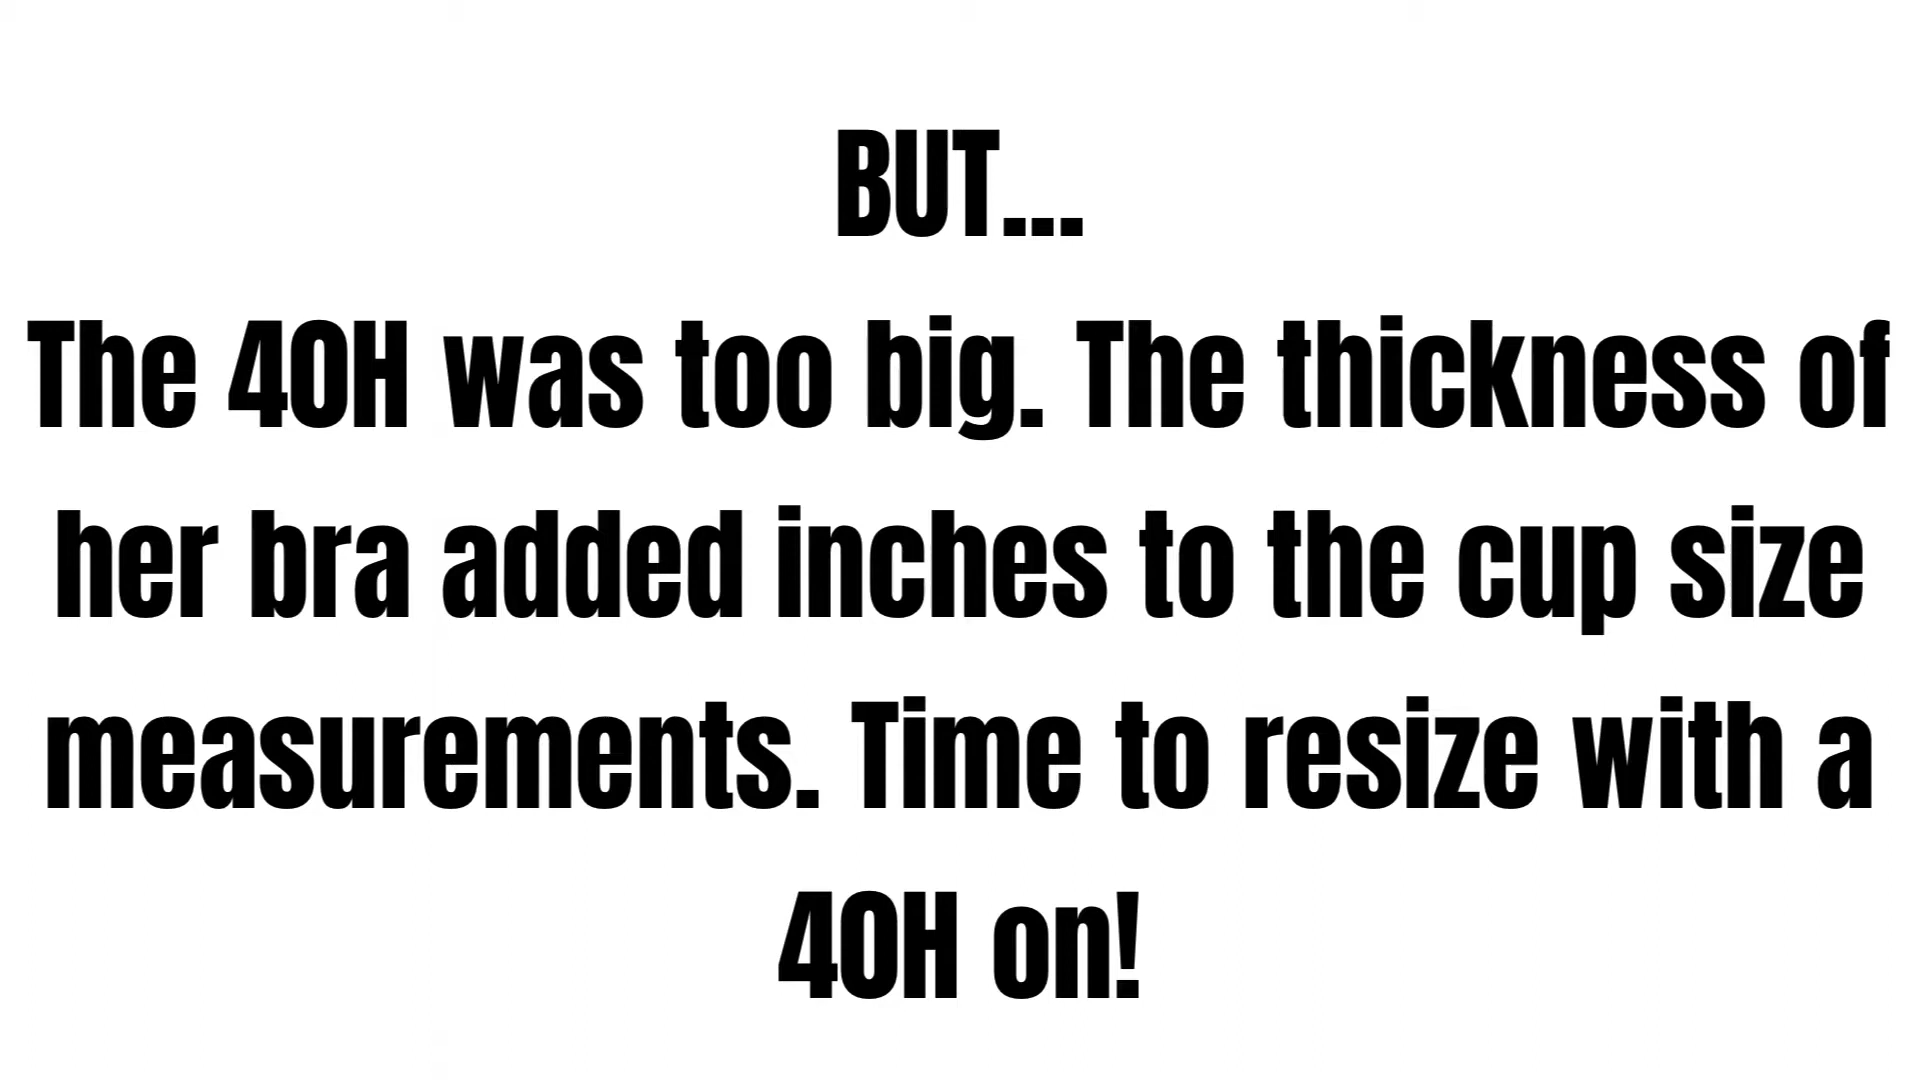 BUT...
The 40H was too big. The thickness of
her bra added inches to the cup size
measurements. Time to resize with a
40H on!